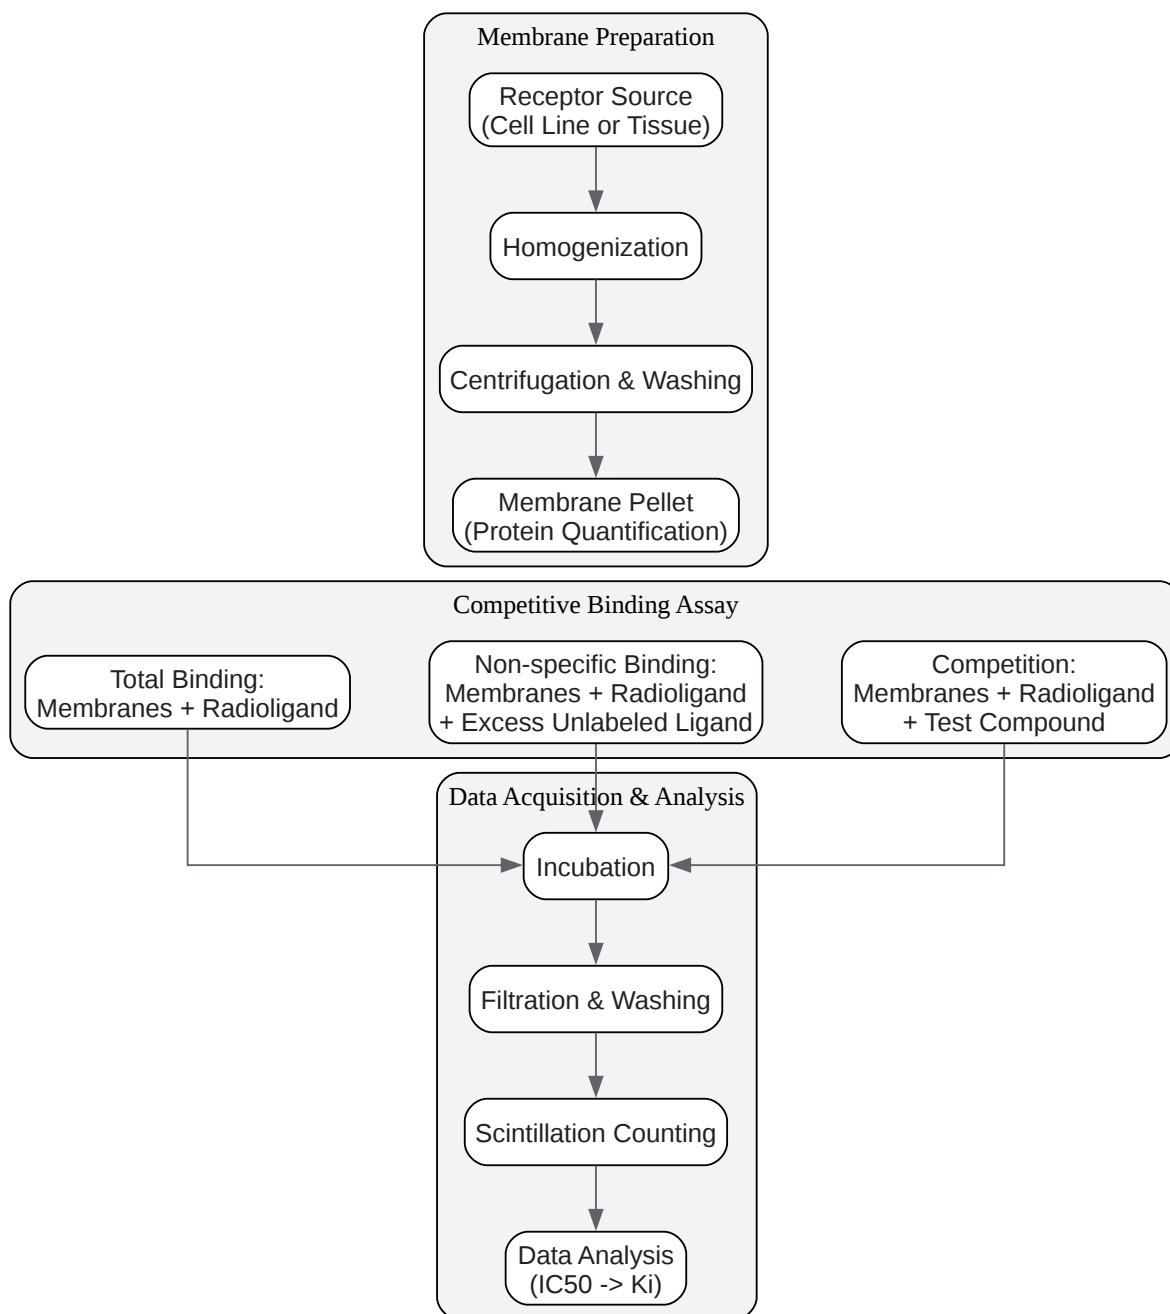 Membrane Preparation
Receptor Source
(Cell Line or Tissue)
Homogenization
Centrifugation & Washing
Membrane Pellet
(Protein Quantification)
Competitive Binding Assay
Total Binding:
Membranes + Radioligand
Non-specific Binding:
Membranes + Radioligand
+ Excess Unlabeled Ligand
Competition:
Membranes + Radioligand
+ Test Compound
Data Acquisition & Analysis
Incubation
Filtration & Washing
Scintillation Counting
Data Analysis
(IC50 -> Ki)